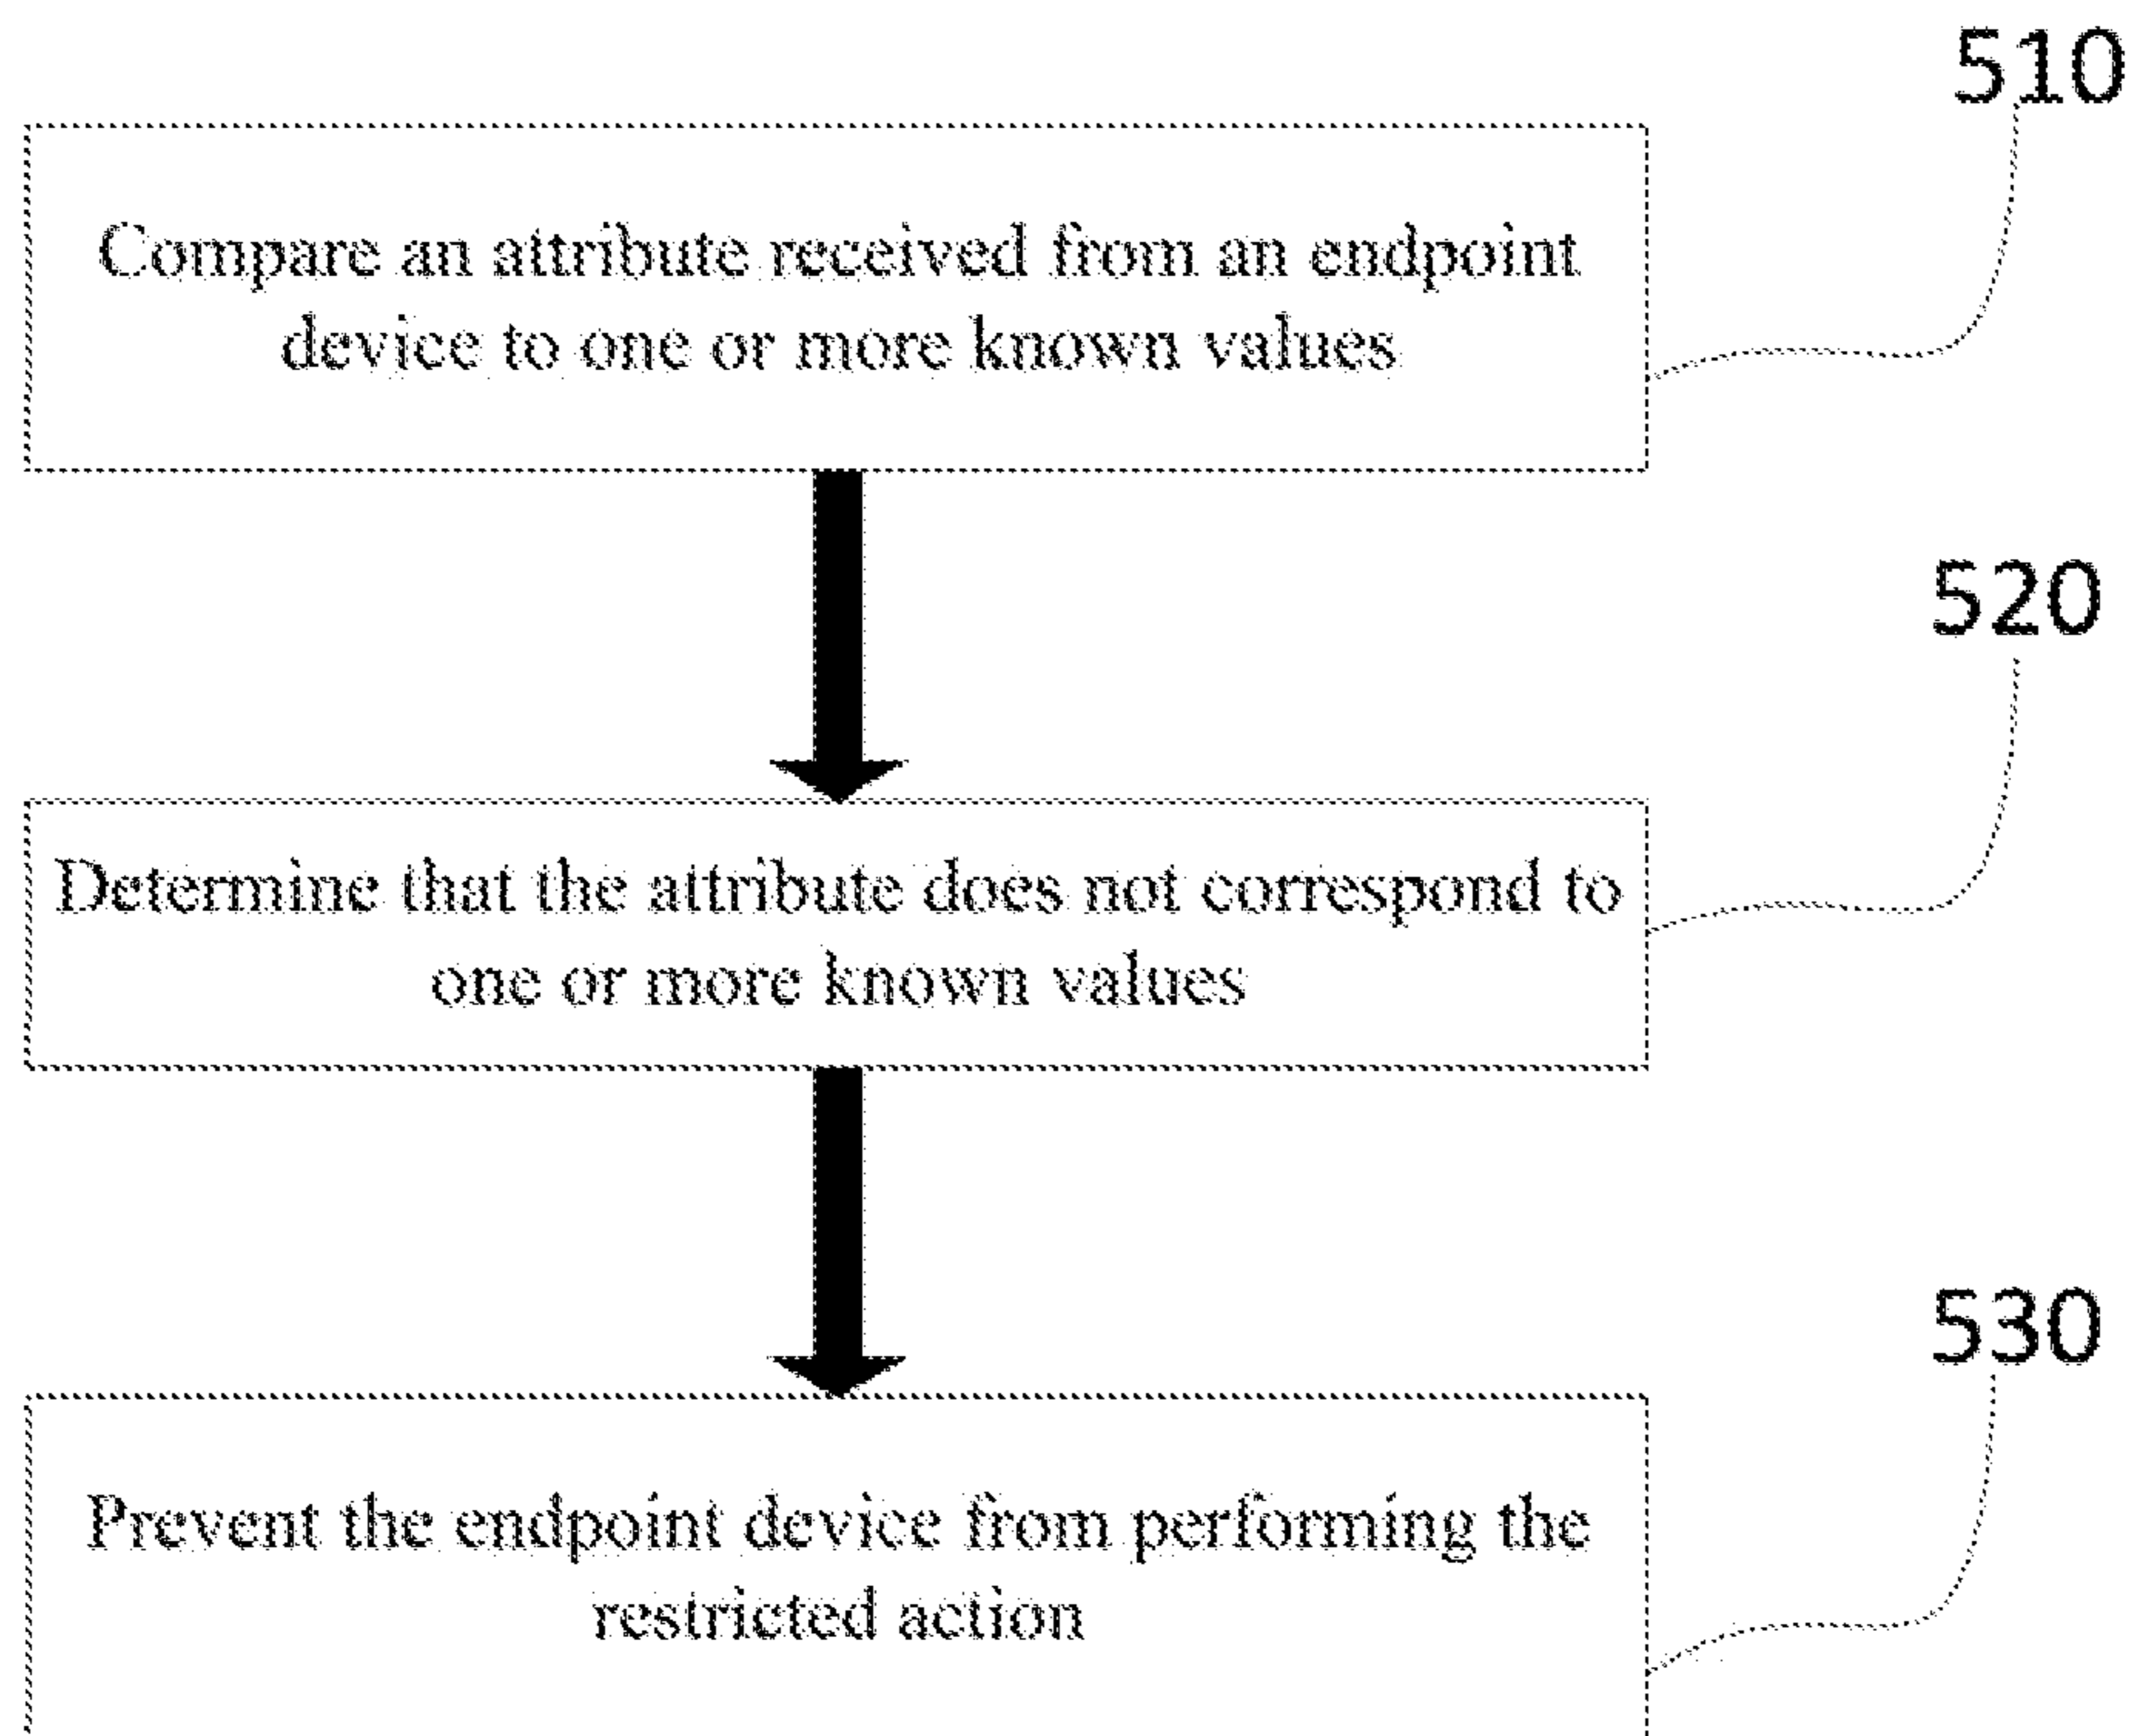 510
Compare an attribute received from an endpoint
device to one or more known values
520
Determine that the attribute does not correspond to
one or more known values
530
Prevent the endpoint device from performing the
restricted action